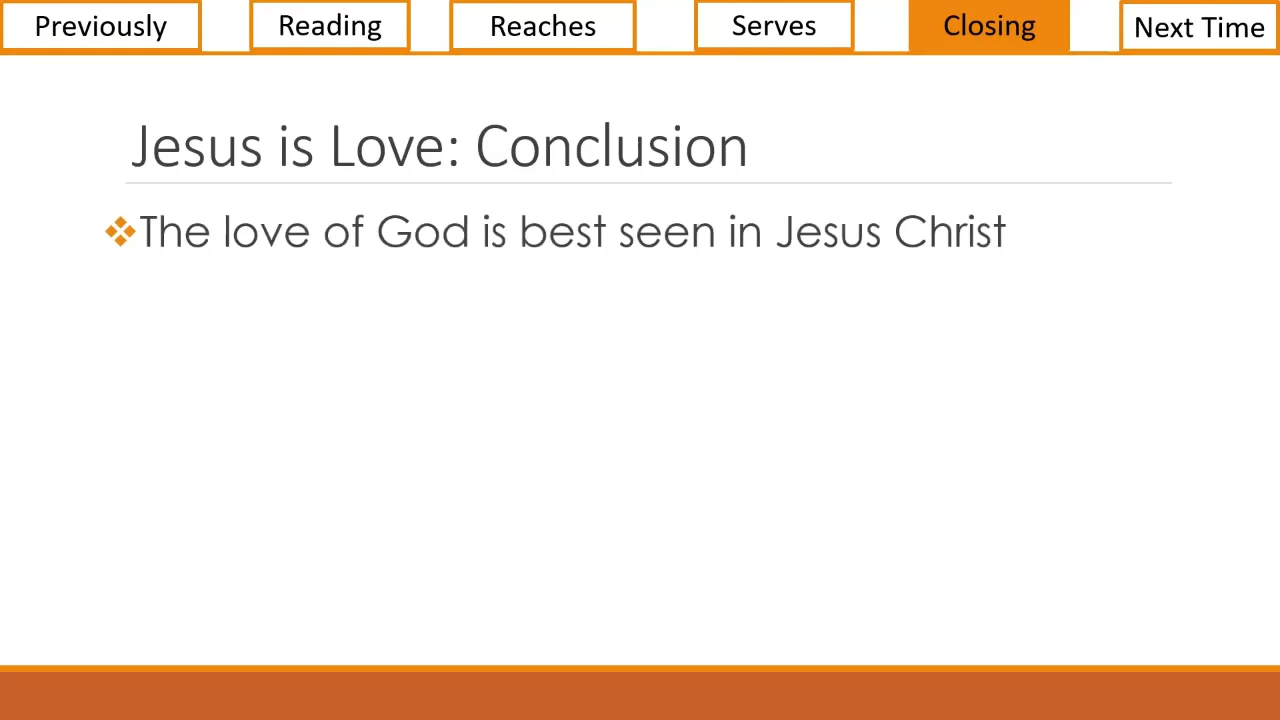 Previously
Reading
Reaches
Serves
Closing
Next Time
Jesus is Love: Conclusion
The love of God is best seen in Jesus Christ